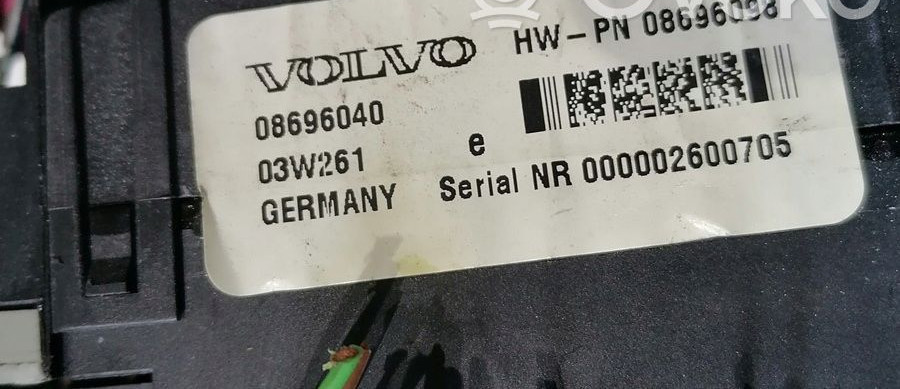 VOLVO
HW-PN 08696098
08696040
03W261
e
GERMANY
Serial NR 000002600705